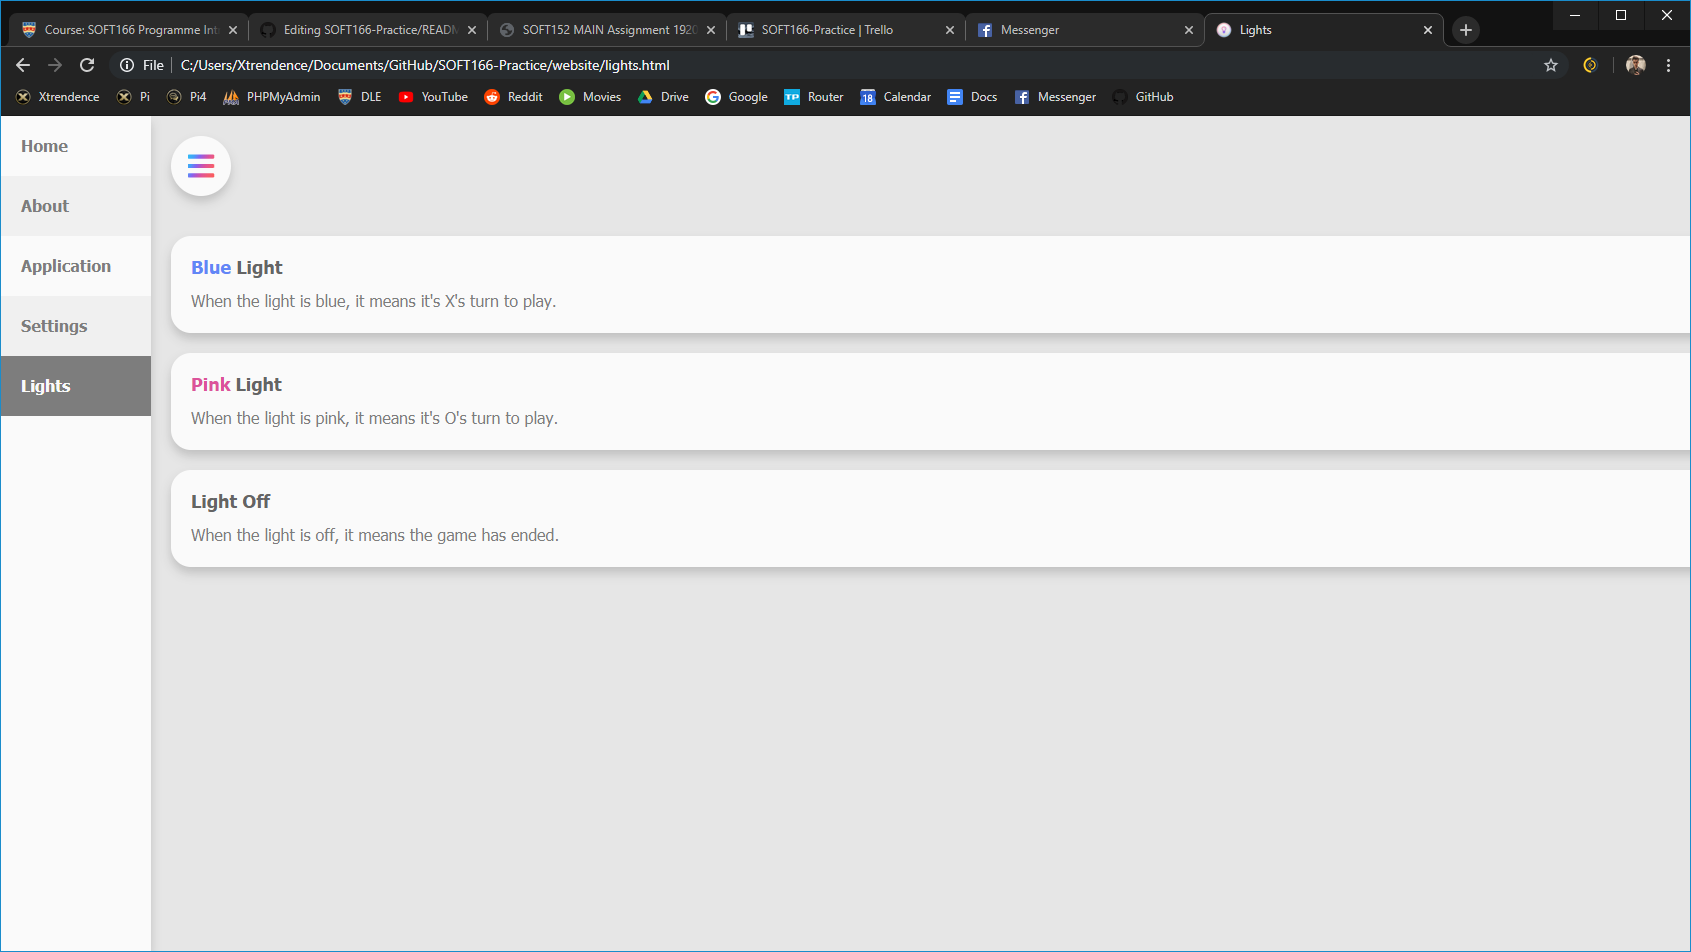 Course: SOFT166 Programme Int
Editing SOFT166-Practice/READM
SOFT152 MAIN Assignment 1920
SOFT166-Practice | Trello
Messenger
Lights
File
C:/Users/Xtrendence/Documents/GitHub/SOFT166-Practice/website/lights.html
Xtrendence
Pi
Pi4
PHPMyAdmin
DLE
YouTube
Reddit
Movies
Drive
Google
TP Router
18 Calendar
Docs
Messenger
GitHub
Home
About
Application
Settings
Lights
Blue Light
When the light is blue, it means it's X's turn to play.
Pink Light
When the light is pink, it means it's O's turn to play.
Light Off
When the light is off, it means the game has ended.